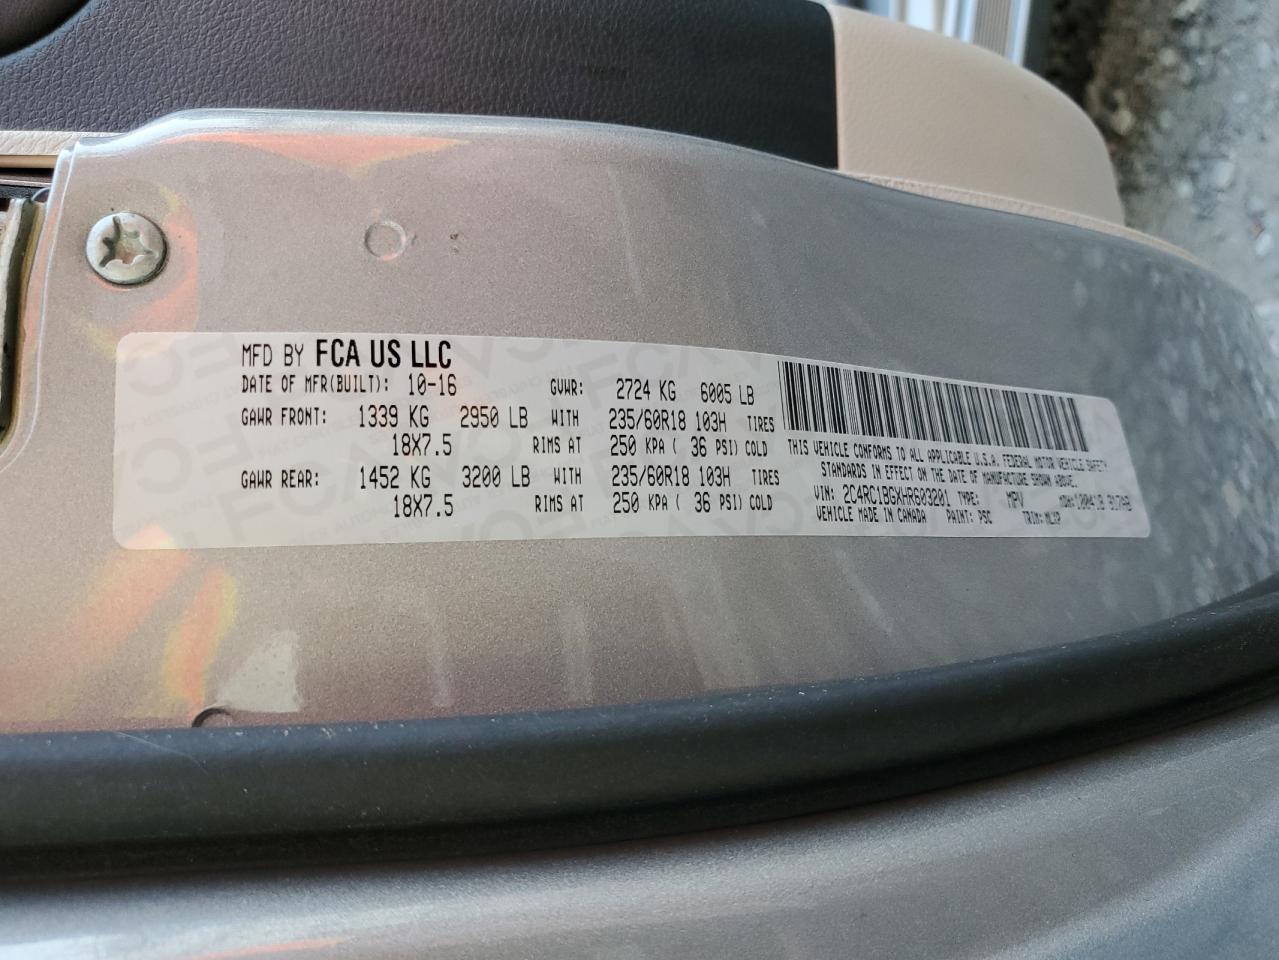 MFD BY FCA US LLC
DATE OF MFR(BUILT): 10-16 GVWR: 2724 KG 6005 LB
GAWR FRONT: 1339 KG 2950 LB WITH 235/60R18 103H TIRES
18X7.5 RIMS AT 250 KPA ( 36 PSI) COLD
GAWR REAR: 1452 KG 3200 LB WITH 235/60R18 103H TIRES
18X7.5 RIMS AT 250 KPA ( 36 PSI) COLD
THIS VEHICLE CONFORMS TO ALL APPLICABLE U.S.A. FEDERAL MOTOR VEHICLE SAFETY
STANDARDS IN EFFECT ON THE DATE OF MANUFACTURE SHOWN ABOVE.
VIN: 2C4RC1BGXHR603201 TYPE: MPV MDH:
VEHICLE MADE IN CANADA PAINT: PSC TRIM: